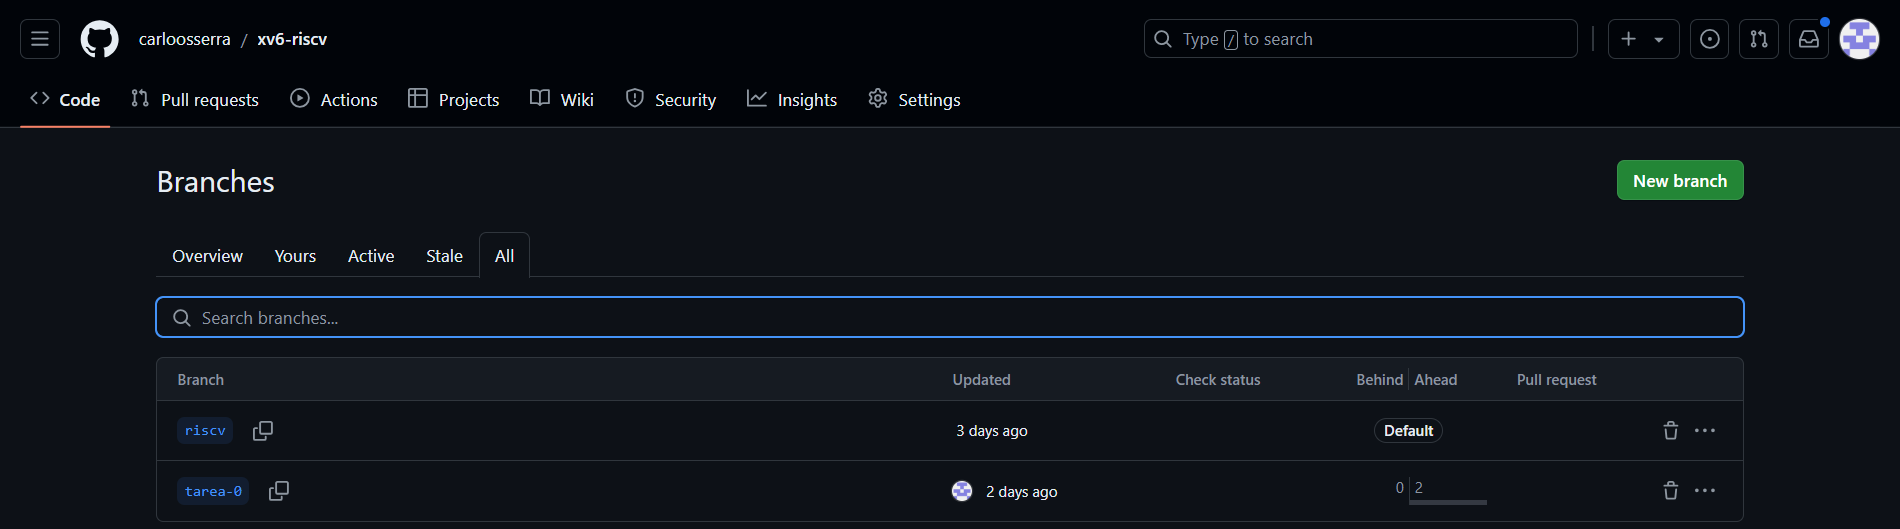 carloosserra / xv6-riscv
Type / to search
Code Pull requests Actions Projects Wiki Security Insights Settings
Branches
New branch
Overview Yours Active Stale All
Search branches...
Branch Updated Check status Behind Ahead Pull request
riscv 3 days ago Default
tarea-0 2 days ago 0 2